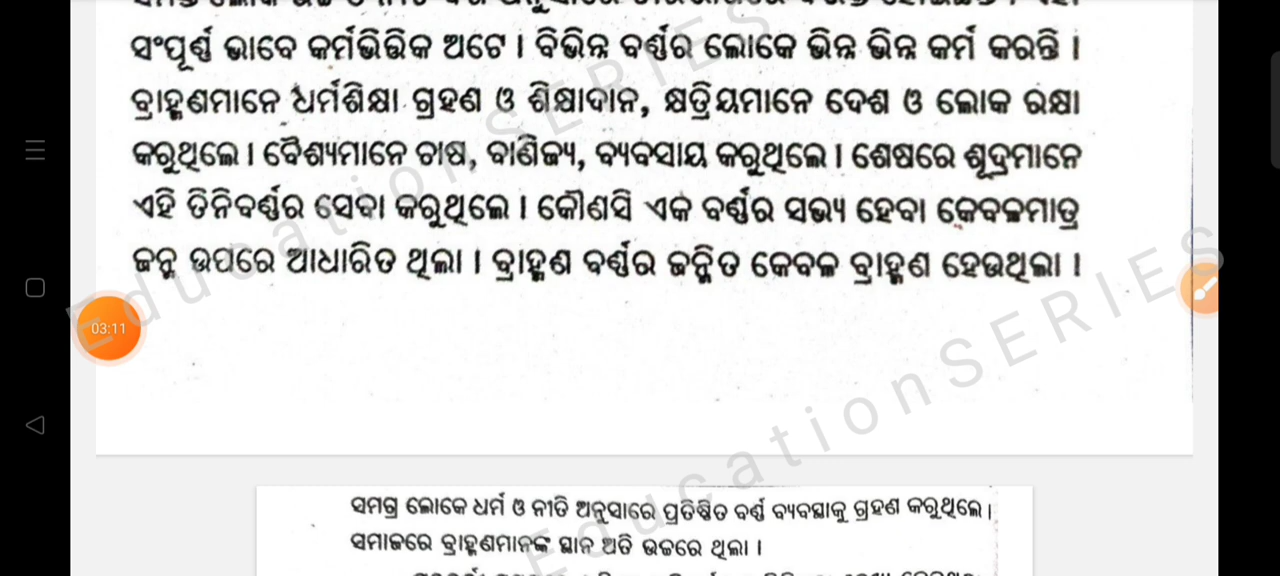 ସଂପୂର୍ଣ୍ଣ ଭାବେ କର୍ମଭିତ୍ତିକ ଅଟେ । ବିଭିନ୍ନ ବର୍ଣ୍ଣର ଲୋକେ ଭିନ୍ନ ଭିନ୍ନ କର୍ମ କରନ୍ତି ।
ବ୍ରାହ୍ମଣମାନେ ଧର୍ମଶିକ୍ଷା ଗ୍ରହଣ ଓ ଶିକ୍ଷାଦାନ, କ୍ଷତ୍ରିୟମାନେ ଦେଶ ଓ ଲୋକ ରକ୍ଷା
କରୁଥିଲେ । ବୈଶ୍ୟମାନେ ଚାଷ, ବାଣିଜ୍ୟ, ବ୍ୟବସାୟ କରୁଥିଲେ । ଶେଷରେ ଶୂଦ୍ରମାନେ
ଏହି ତିନିବର୍ଣ୍ଣର ସେବା କରୁଥିଲେ । କୌଣସି ଏକ ବର୍ଣ୍ଣର ସଭ୍ୟ ହେବା କେବଳମାତ୍ର
ଜନ୍ମ ଉପରେ ଆଧାରିତ ଥିଲା । ବ୍ରାହ୍ମଣ ବର୍ଣ୍ଣର ଜନ୍ମିତ କେବଳ ବ୍ରାହ୍ମଣ ହେଉଥିଲା ।
03:11
EducationSERIES
EducationSERIES
ସମଗ୍ର ଲୋକେ ଧର୍ମ ଓ ନୀତି ଅନୁସାରେ ପ୍ରତିଷ୍ଠିତ ବର୍ଣ୍ଣ ବ୍ୟବସ୍ଥାକୁ ଗ୍ରହଣ କରୁଥିଲେ ।
ସମାଜରେ ବ୍ରାହ୍ମଣମାନଙ୍କ ସ୍ଥାନ ଅତି ଉଚ୍ଚରେ ଥିଲା ।